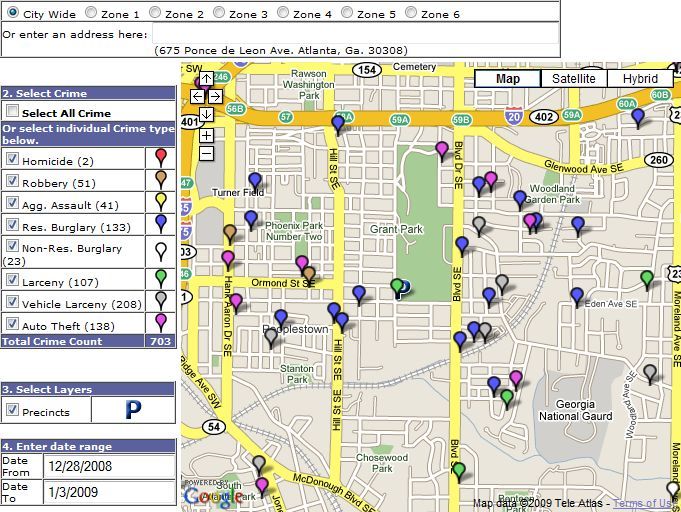 City Wide Zone 1 Zone 2 Zone 3 Zone 4 Zone 5 Zone 6
Or enter an address here:
(675 Ponce de Leon Ave. Atlanta, Ga. 30308)
2. Select Crime
Select All Crime
Or select individual Crime type
below.
Homicide (2)
Robbery (51)
Agg. Assault (41)
Res. Burglary (133)
Non-Res. Burglary
(23)
Larceny (107)
Vehicle Larceny (208)
Auto Theft (138)
Total Crime Count 703
3. Select Layers
Precincts P
4. Enter date range
Date
From 12/28/2008
Date
To 1/3/2009
SW
154
Cemetery
Map Satellite Hybrid
246
Rawson
Washington
Park
56B
57
59A
59B
20
402
59A
60A
60B
401
Glenwood Ave SE
260
Hill St SE
Blvd Dr SE
Turner Field
Woodland
Garden Park
Phoenix Park
Number Two
Grant Park
P
Ormond St SE
Blvd SE
Hank Aaron Dr SE
Eden Ave SE
Moreland Ave SE
Peoplestown
Hill St SE
Stanton
Park
Ridge Ave SW
54
Georgia
National Gaurd
Woodland Ave SE
Chosewood
Park
McDonough Blvd SE
South
POWERED BY
Google
Map data ©2009 Tele Atlas - Terms of Us